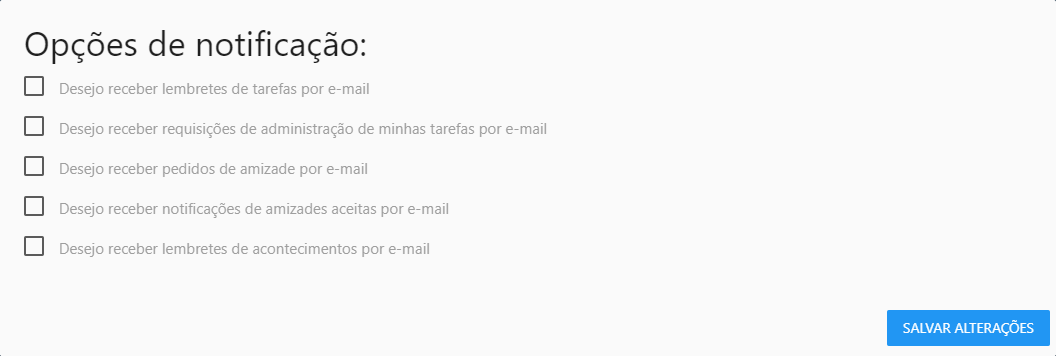 Opções de notificação:
Desejo receber lembretes de tarefas por e-mail
Desejo receber requisições de administração de minhas tarefas por e-mail
Desejo receber pedidos de amizade por e-mail
Desejo receber notificações de amizades aceitas por e-mail
Desejo receber lembretes de acontecimentos por e-mail
SALVAR ALTERAÇÕES